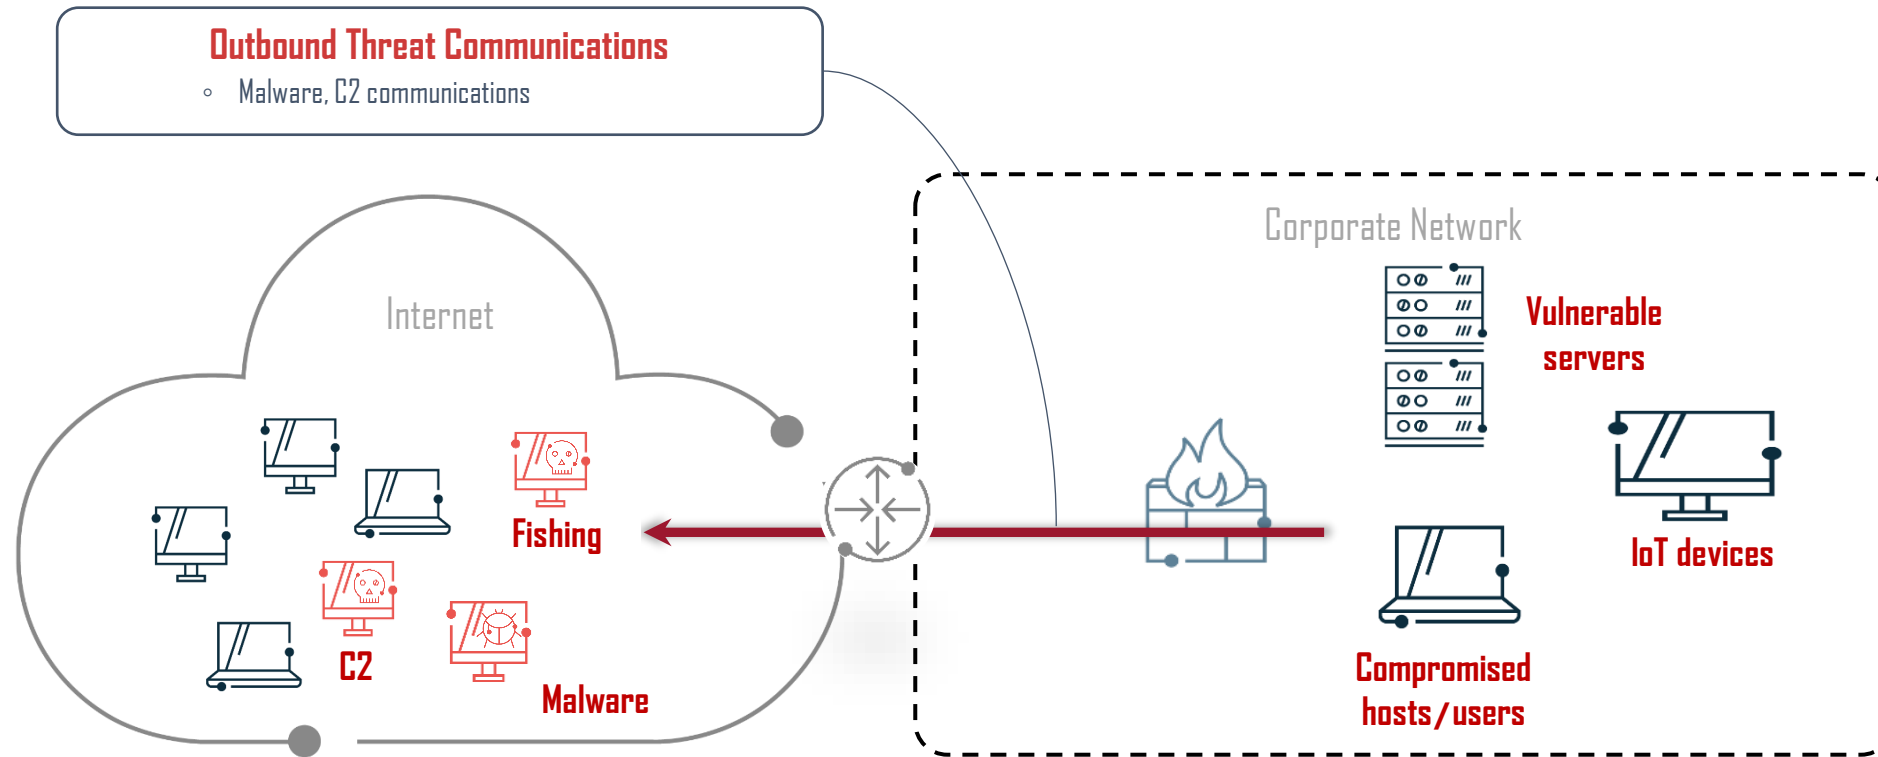 Outbound Threat Communications
◦ Malware, C2 communications
Corporate Network
Internet
Vulnerable
servers
Fishing
IoT devices
C2
Malware
Compromised
hosts/users